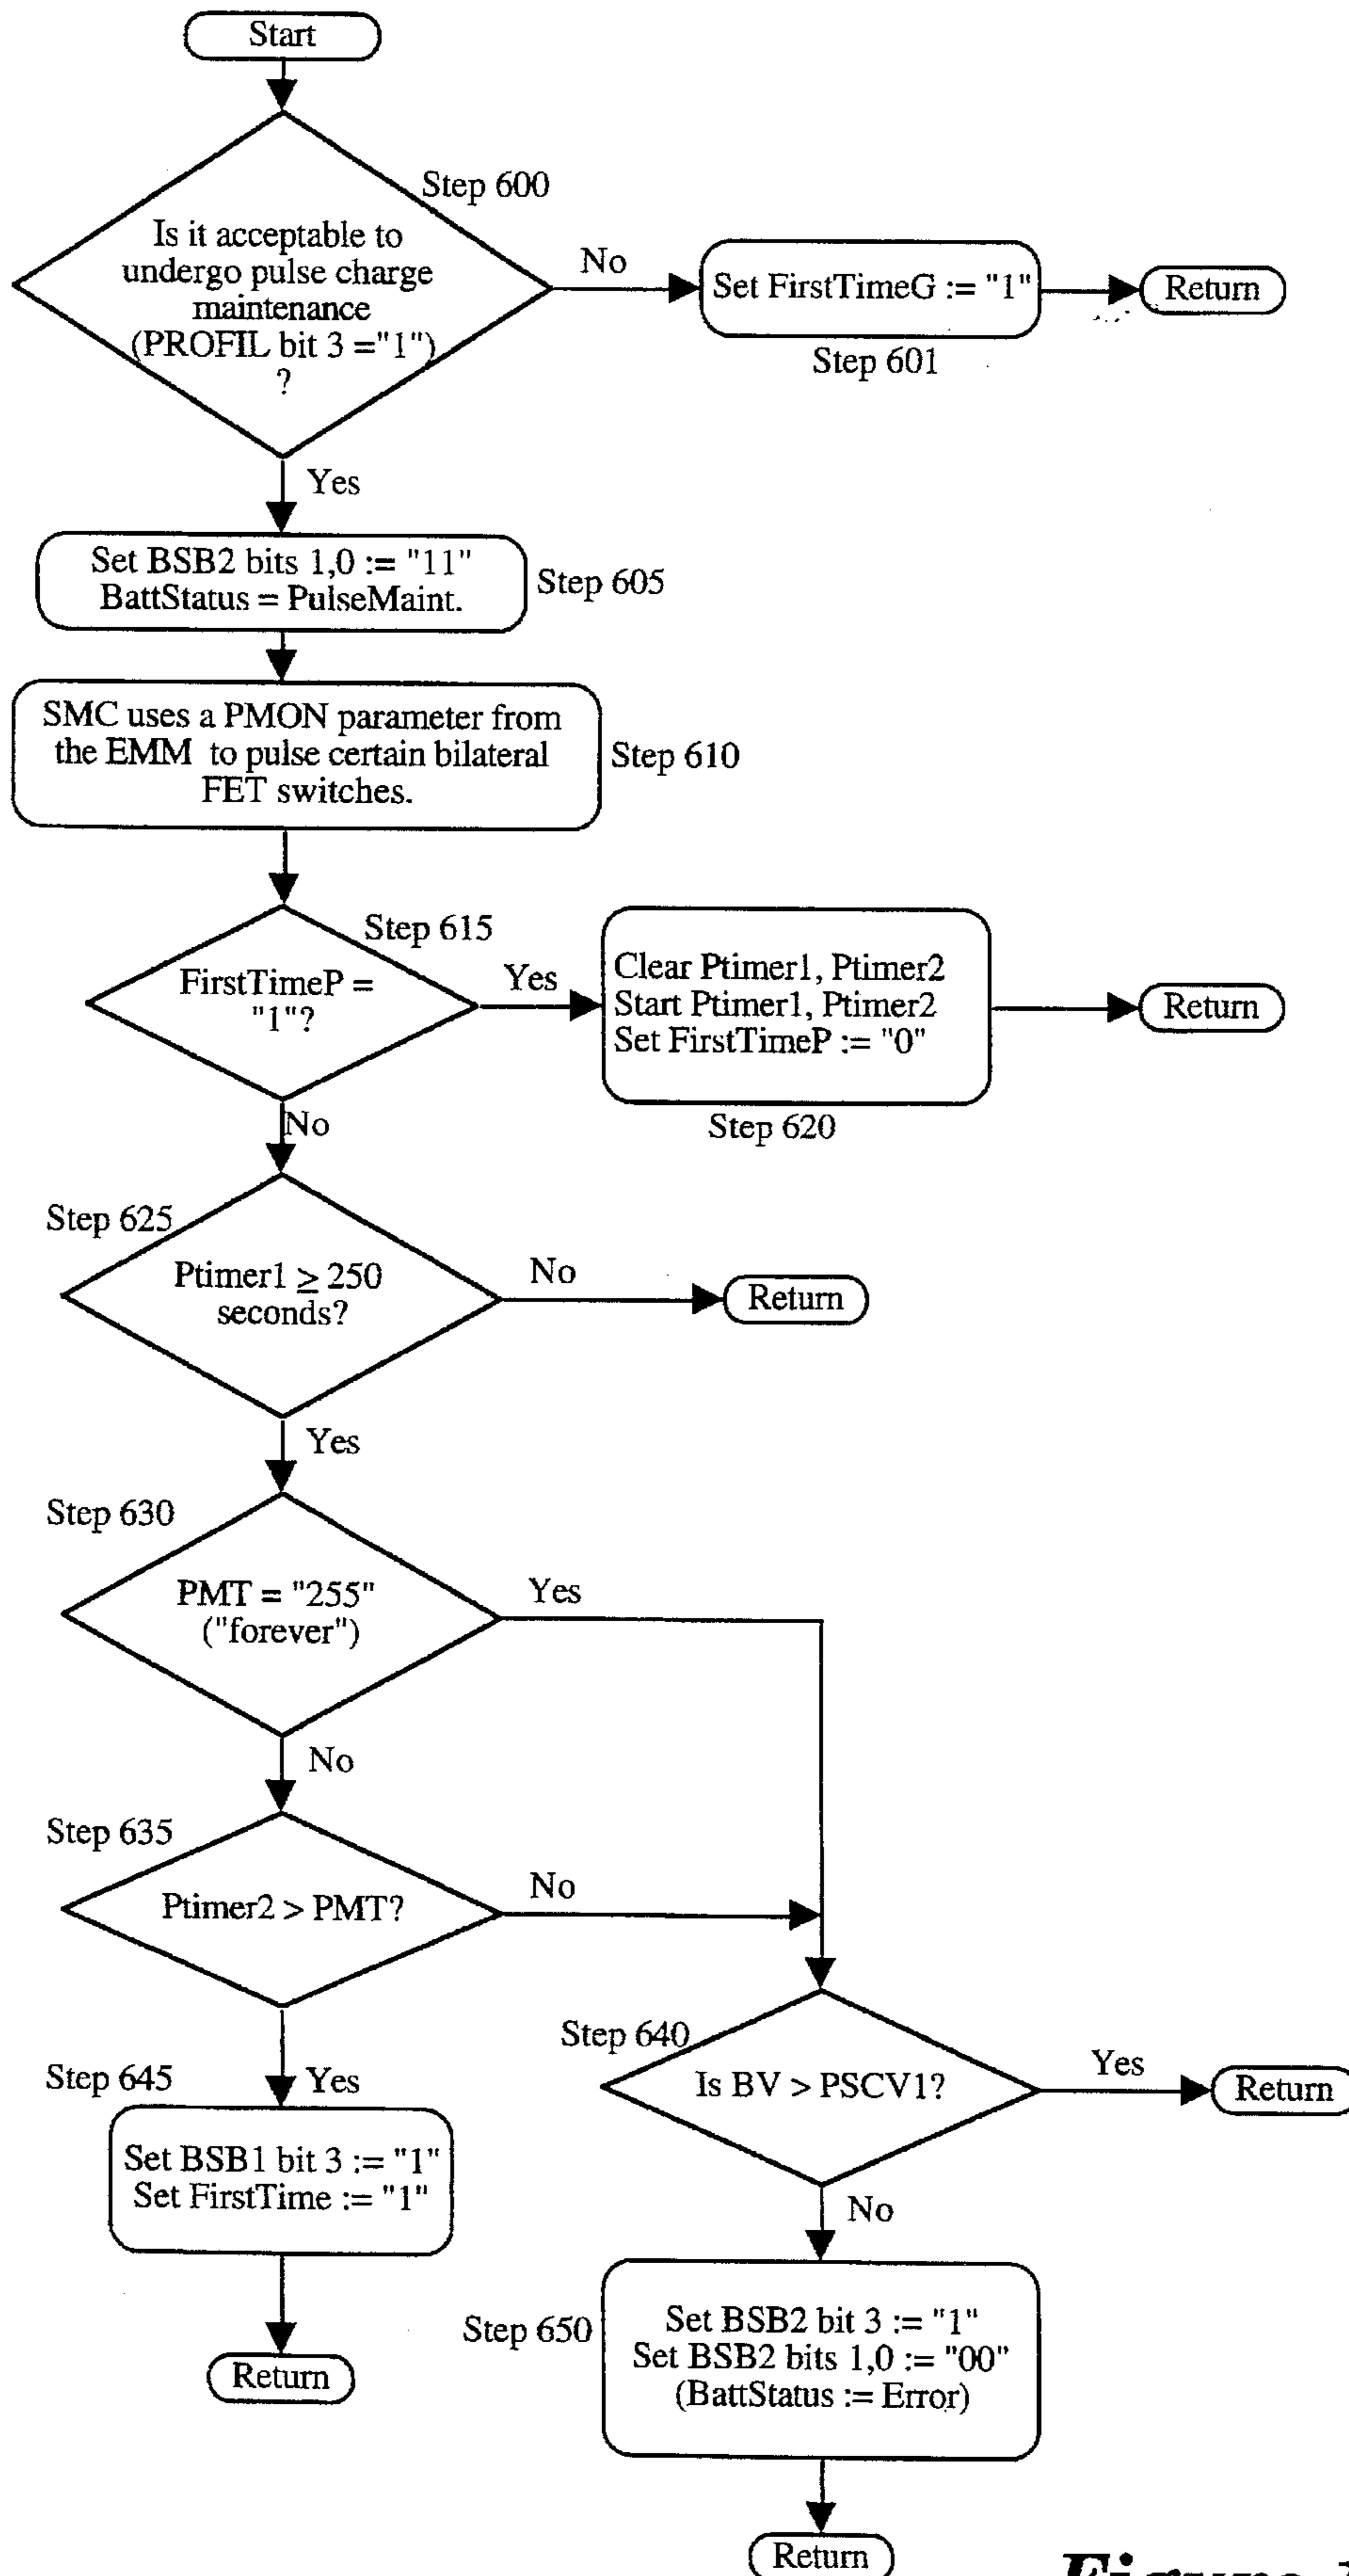 Start
Step 600
Is it acceptable to
undergo pulse charge
maintenance
(PROFIL bit 3 ="1")
?
No
Set FirstTimeG := "1"
Return
Step 601
Yes
Set BSB2 bits 1,0 := "11"
BattStatus = PulseMaint.
Step 605
SMC uses a PMON parameter from
the EMM to pulse certain bilateral
FET switches.
Step 610
Step 615
FirstTimeP =
"1"?
Yes
Clear Ptimer1, Ptimer2
Start Ptimer1, Ptimer2
Set FirstTimeP := "0"
Return
Step 620
No
Step 625
Ptimer1 ≥ 250
seconds?
No
Return
Yes
Step 630
PMT = "255"
("forever")
Yes
No
Step 635
Ptimer2 > PMT?
No
Step 640
Is BV > PSCV1?
Yes
Return
Step 645
Yes
Set BSB1 bit 3 := "1"
Set FirstTime := "1"
Return
No
Step 650
Set BSB2 bit 3 := "1"
Set BSB2 bits 1,0 := "00"
(BattStatus := Error)
Return